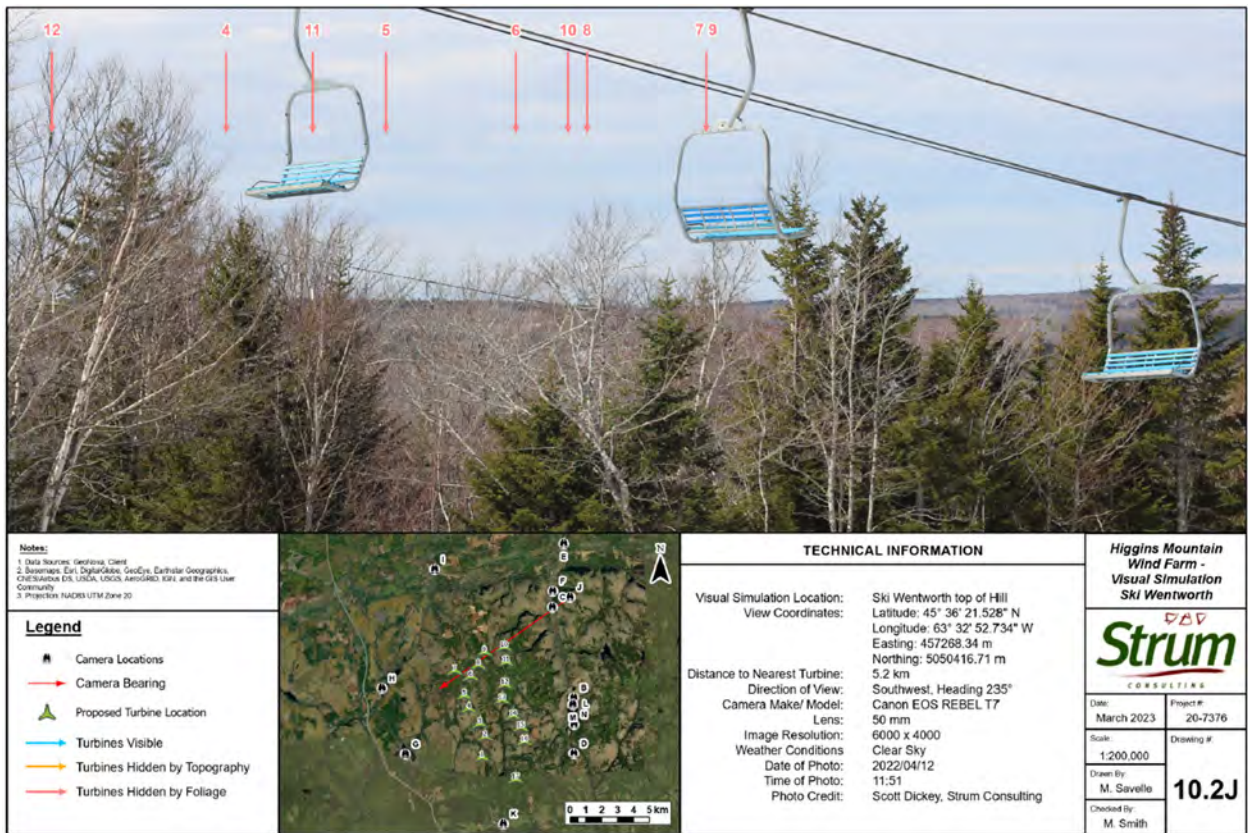 12 4 11 5 6 10 8 7 9
Notes:
1. Data Sources: GeoNova, Client
2. Basemaps: Esri, DigitalGlobe, GeoEye, Earthstar Geographics,
CNES/Airbus DS, USDA, USGS, AeroGRID, IGN, and the GIS User
Community
3. Projection: NAD83 UTM Zone 20
Legend
Camera Locations
Camera Bearing
Proposed Turbine Location
Turbines Visible
Turbines Hidden by Topography
Turbines Hidden by Foliage
N
E
I
F
J
C
H
B
L
M
N
G
D
K
0 1 2 3 4 5 km
TECHNICAL INFORMATION
Visual Simulation Location: Ski Wentworth top of Hill
View Coordinates: Latitude: 45° 36' 21.528" N
Longitude: 63° 32' 52.734" W
Easting: 457268.34 m
Northing: 5050416.71 m
Distance to Nearest Turbine: 5.2 km
Direction of View: Southwest, Heading 235°
Camera Make/ Model: Canon EOS REBEL T7
Lens: 50 mm
Image Resolution: 6000 x 4000
Weather Conditions Clear Sky
Date of Photo: 2022/04/12
Time of Photo: 11:51
Photo Credit: Scott Dickey, Strum Consulting
Higgins Mountain
Wind Farm -
Visual Simulation
Ski Wentworth
Strum
CONSULTING
Date: March 2023
Project #: 20-7376
Scale: 1:200,000
Drawing #: 10.2J
Drawn By: M. Savelle
Checked By: M. Smith